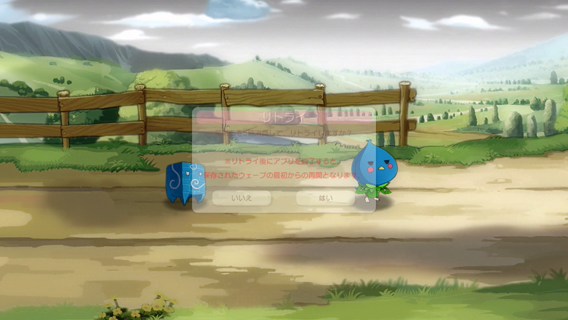 リトライ
※リトライ後にアプリを終了すると、
保存されたウェーブの最初からの再開となります
いいえ
はい